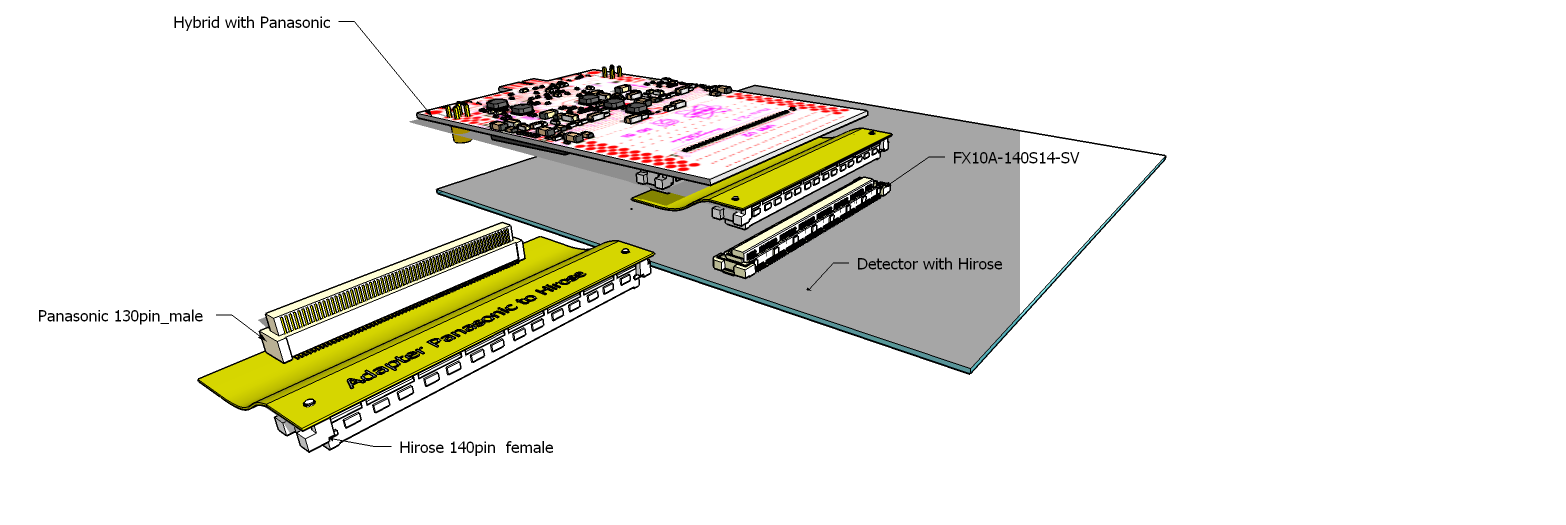 Hybrid with Panasonic
FX10A-140S14-SV
Detector with Hirose
Panasonic 130pin_male
Adapter Panasonic to Hirose
Hirose 140pin  female